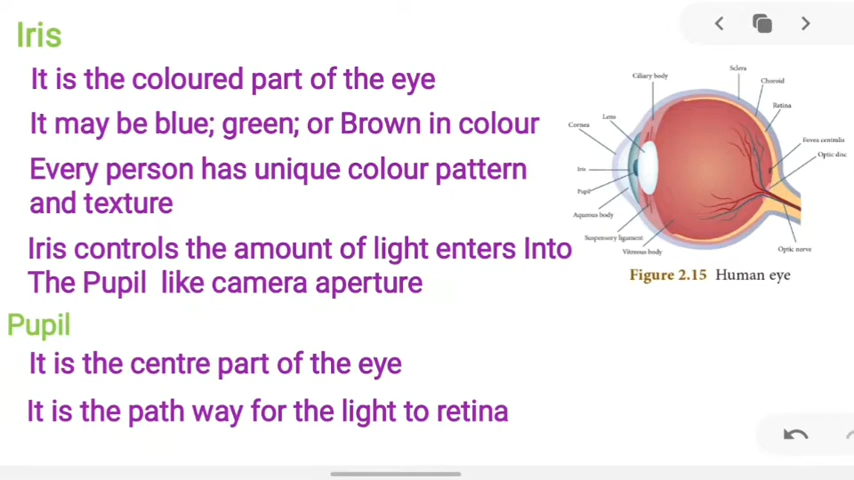 Iris
It is the coloured part of the eye
It may be blue; green; or Brown in colour
Every person has unique colour pattern
and texture
Iris controls the amount of light enters Into
The Pupil like camera aperture
Pupil
It is the centre part of the eye
It is the path way for the light to retina
Sclera
Ciliary body
Choroid
Retina
Lens
Cornea
Fovea centralis
Optic disc
Iris
Pupil
Aqueous body
Suspensory ligament
Vitreous body
Optic nerve
Figure 2.15 Human eye